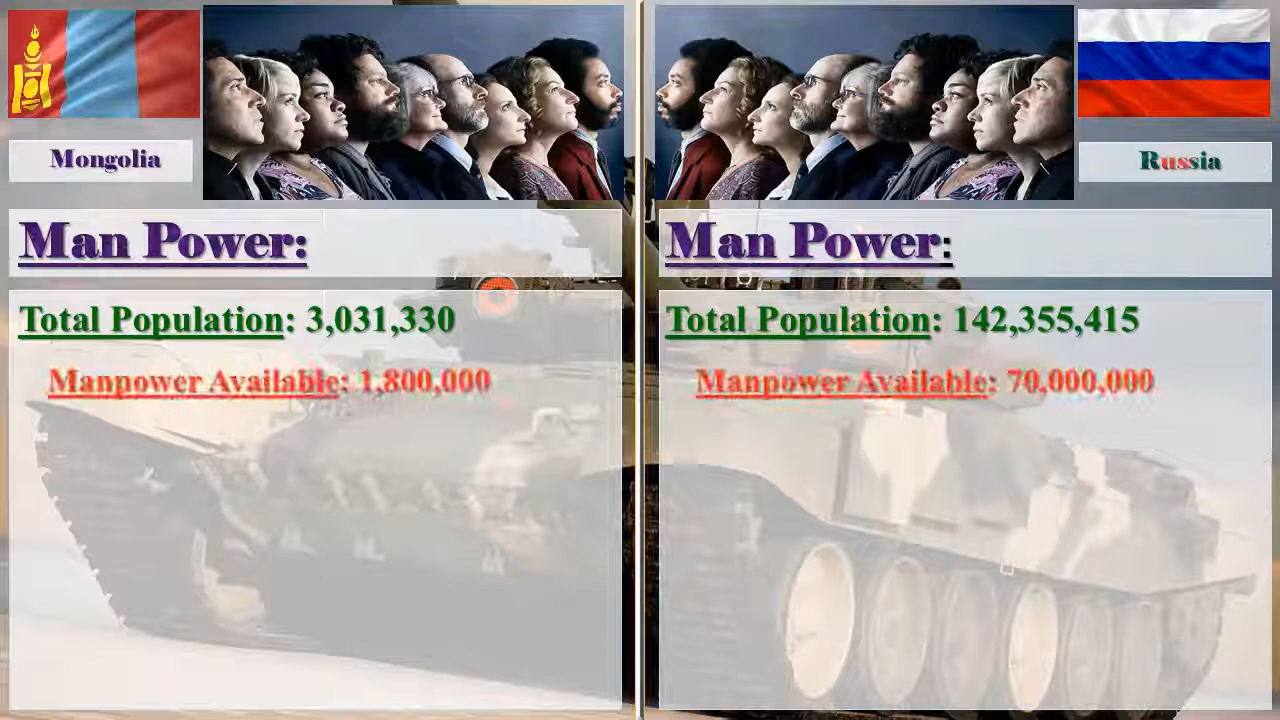 Mongolia
Man Power:
Total Population: 3,031,330
Manpower Available: 1,800,000
Russia
Man Power:
Total Population: 142,355,415
Manpower Available: 70,000,000